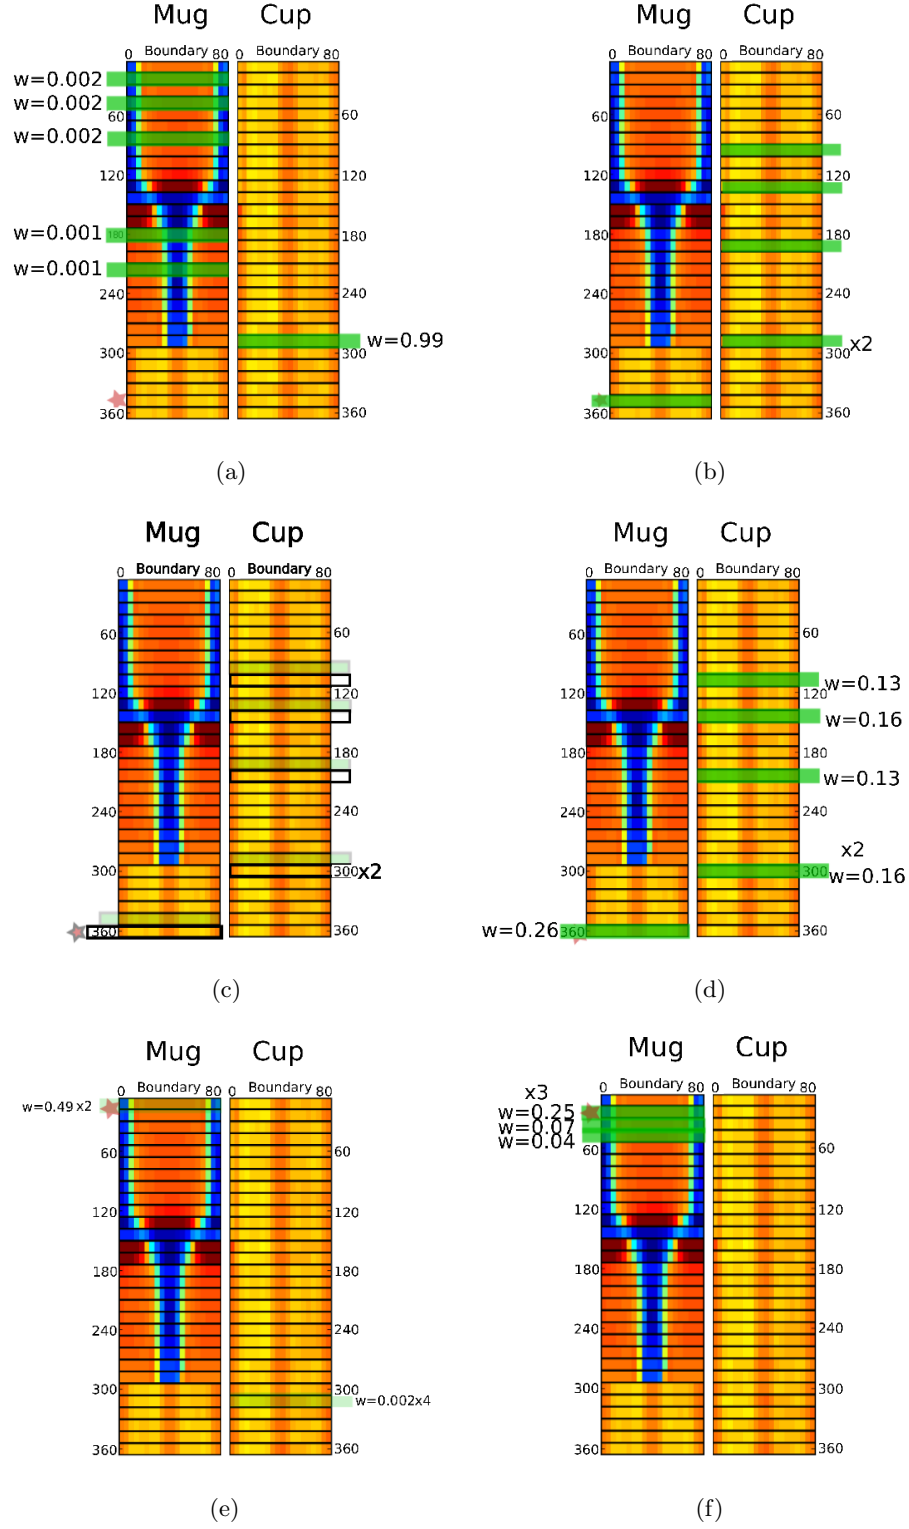 Mug Cup
0 Boundary 80 0 Boundary 80
w=0.002
w=0.002
60 60
w=0.002
120 120
w=0.001 180 180
w=0.001
240 240
w=0.99
300 300
360 360
(a)
Mug Cup
0 Boundary 80 0 Boundary 80
60 60
120 120
180 180
240 240
300 300 x2
360 360
(b)
Mug Cup
0 Boundary 80 0 Boundary 80
60 60
120 120
180 180
240 240
300 300 x2
360 360
(c)
Mug Cup
0 Boundary 80 0 Boundary 80
60 60
w=0.13
120 120
w=0.16
180 180
w=0.13
240 240
x2
300 300 w=0.16
w=0.26 360 360
(d)
Mug Cup
0 Boundary 80 0 Boundary 80
w=0.49 x2
60 60
120 120
180 180
240 240
300 300
w=0.002x4
360 360
(e)
Mug Cup
0 Boundary 80 0 Boundary 80
x3
w=0.25
w=0.07
w=0.04
60 60
120 120
180 180
240 240
300 300
360 360
(f)